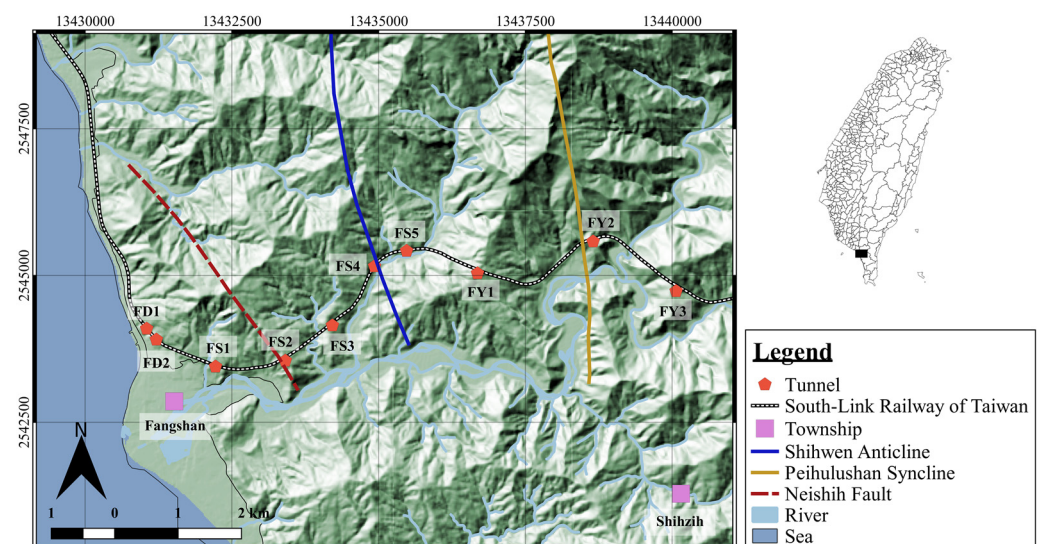 13430000 13432500 13435000 13437500 13440000
2547500
2545000
2542500
FD1
FD2
FS1
FS2
FS3
FS4
FS5
FY1
FY2
FY3
Fangshan
Shihzih
N
1 0 1 2 km
Legend
Tunnel
South-Link Railway of Taiwan
Township
Shihwen Anticline
Peihulushan Syncline
Neishih Fault
River
Sea